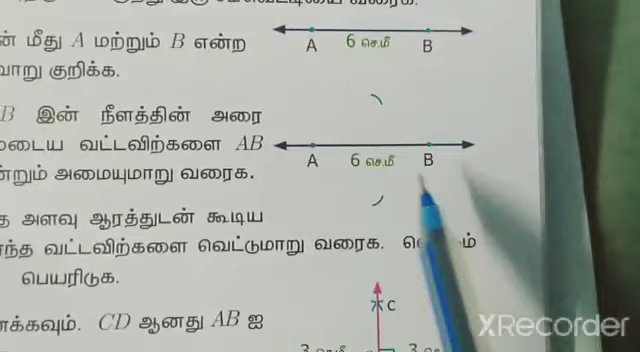 மீது A மற்றும் B என்ற
A 6 செ.மீ B
வாறு குறிக்க.
B இன் நீளத்தின் அரை
வட்டவிற்களை AB
A 6 செ.மீ B
அமையுமாறு வரைக.
அளவு ஆரத்துடன் கூடிய
வட்டவிற்களை வெட்டுமாறு வரைக.
பெயரிடுக.
C
CD ஆனது AB ஐ
XRecorder